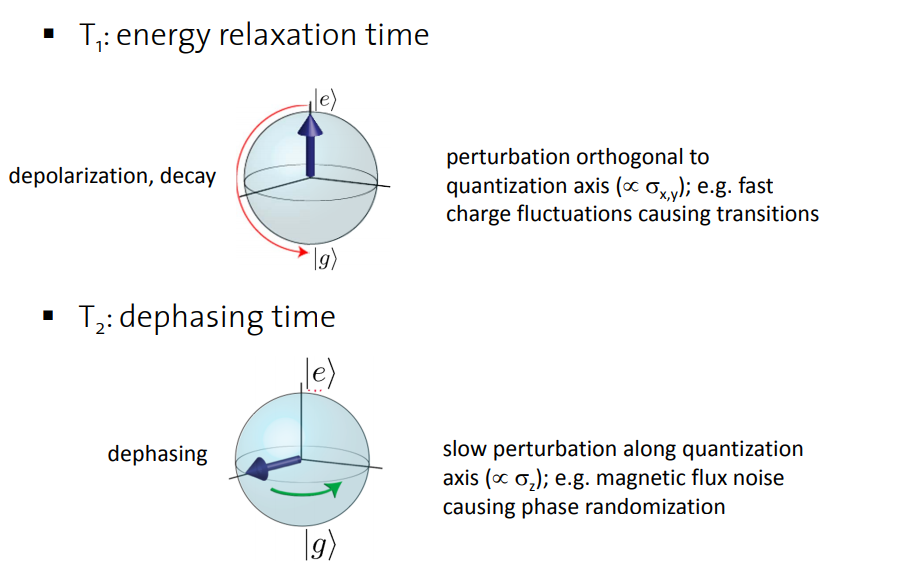 ▪ T₁: energy relaxation time
|e⟩
depolarization, decay
perturbation orthogonal to
quantization axis (∝ σx,y); e.g. fast
charge fluctuations causing transitions
|g⟩
▪ T₂: dephasing time
|e⟩
dephasing
slow perturbation along quantization
axis (∝ σz); e.g. magnetic flux noise
causing phase randomization
|g⟩